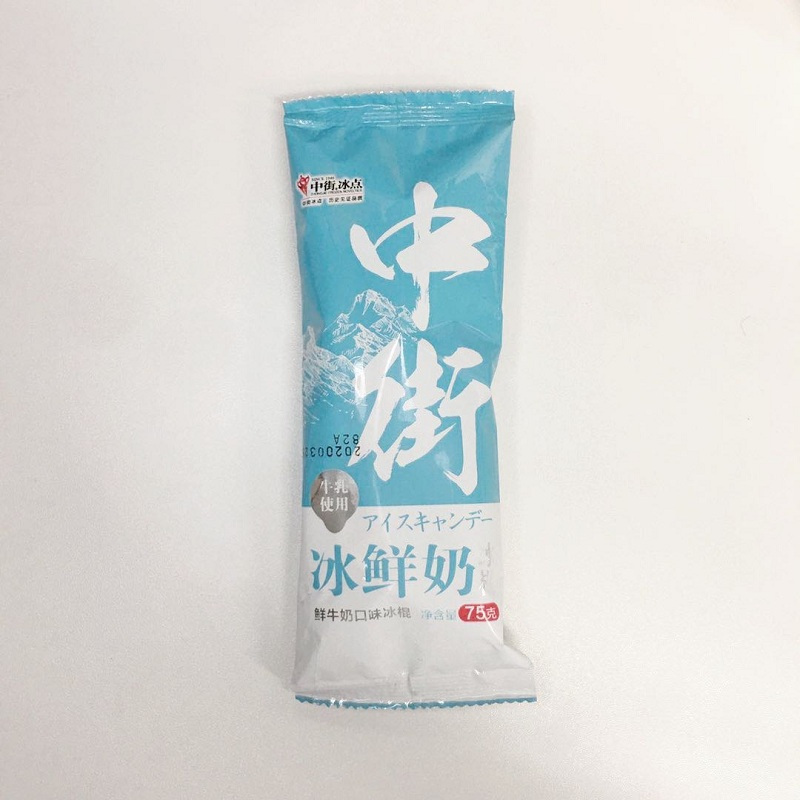 中街.冰点
中街
2020032
82A
牛乳
使用
アイスキャンデー
冰鲜奶
鲜牛奶口味冰棍 净含量 75克